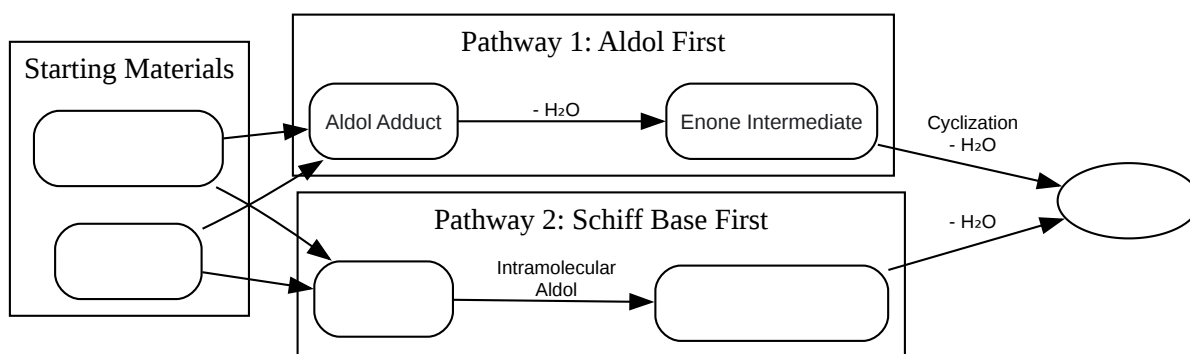 Starting Materials
Pathway 1: Aldol First
Aldol Adduct
- H₂O
Enone Intermediate
Cyclization
- H₂O
Pathway 2: Schiff Base First
Intramolecular
Aldol
- H₂O